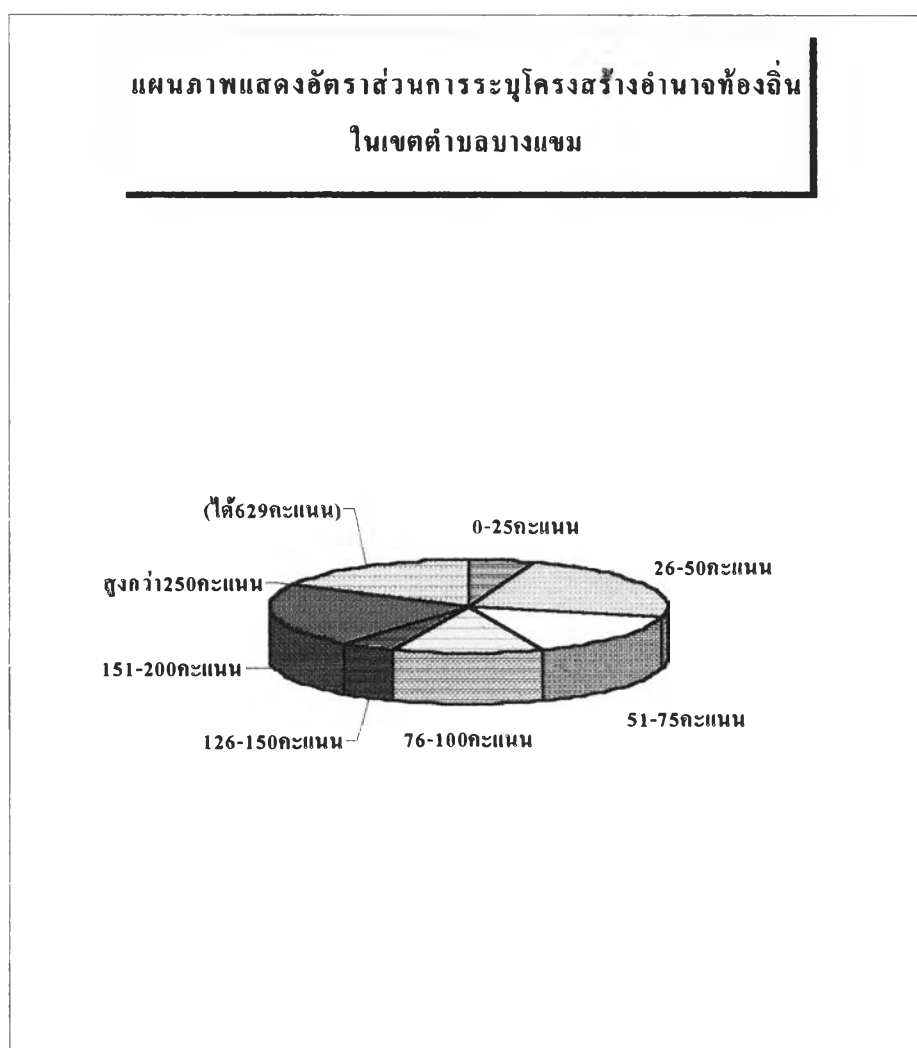 แผนภาพแสดงอัตราส่วนการระบุโครงสร้างอำนาจท้องถิ่น
ในเขตตำบลบางแขม
(ได้629คะแนน)
0-25คะแนน
26-50คะแนน
สูงกว่า250คะแนน
151-200คะแนน
51-75คะแนน
126-150คะแนน
76-100คะแนน